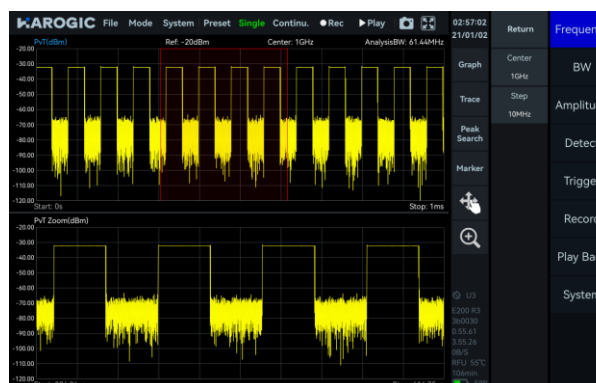 HAROGIC File Mode System Preset Single Continu. Rec Play
02:57:02
21/01/02
Return
Frequen
PvT(dBm) Ref: -20dBm Center: 1GHz AnalysisBW: 61.44MHz
-20.00
-30.00
-40.00
-50.00
-60.00
-70.00
-80.00
-90.00
-100.00
-110.00
-120.00
Start: 0s Stop: 1ms
Graph
Trace
Peak
Search
Marker
Center
1GHz
Step
10MHz
BW
Amplitu
Detec
Trigge
Record
Play Ba
System
PvT Zoom(dBm)
-20.00
-30.00
-40.00
-50.00
-60.00
-70.00
-80.00
-90.00
-100.00
-110.00
-120.00
U3
E200 R3
3b0030
0.55.61
3.55.26
0B/S
RFU 55℃
106min